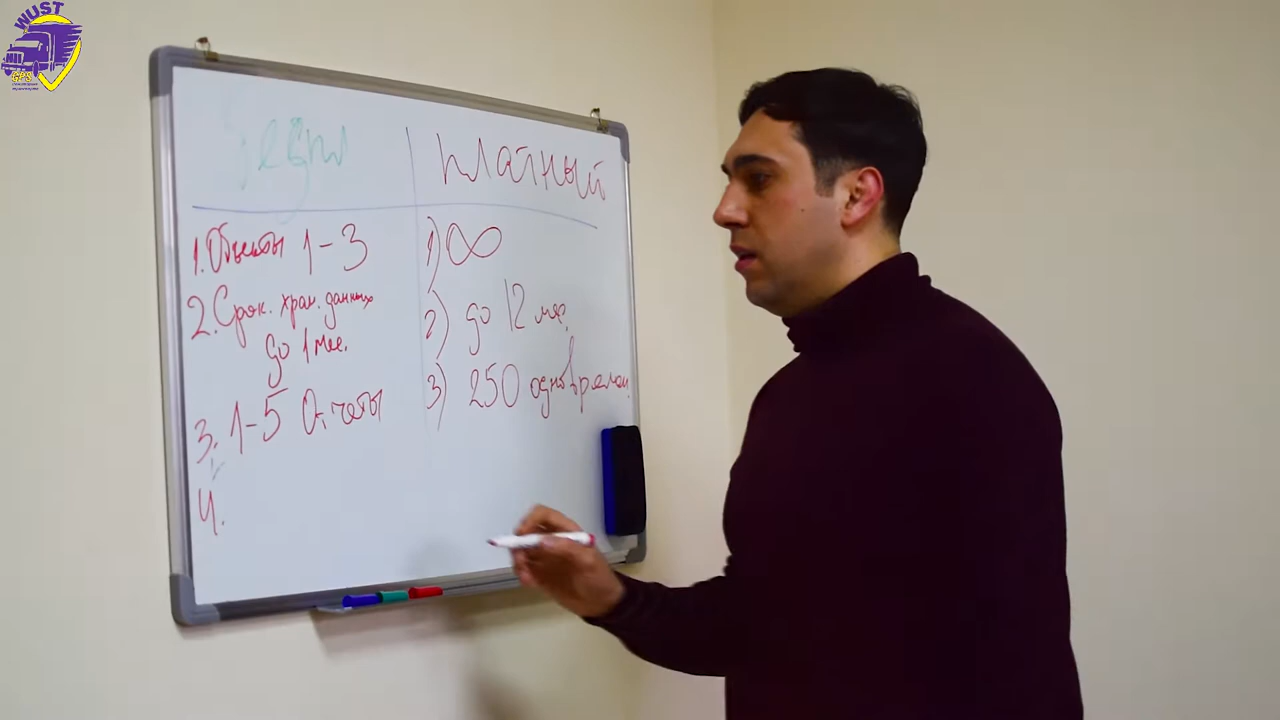 WUST
GPS
Платный
1. Объекты 1-3
2. Срок. хран. данных
до 1 мес.
3. 1-5 Отчеты
4.
1) ∞
2) до 12 мес.
3) 250 одновремен.